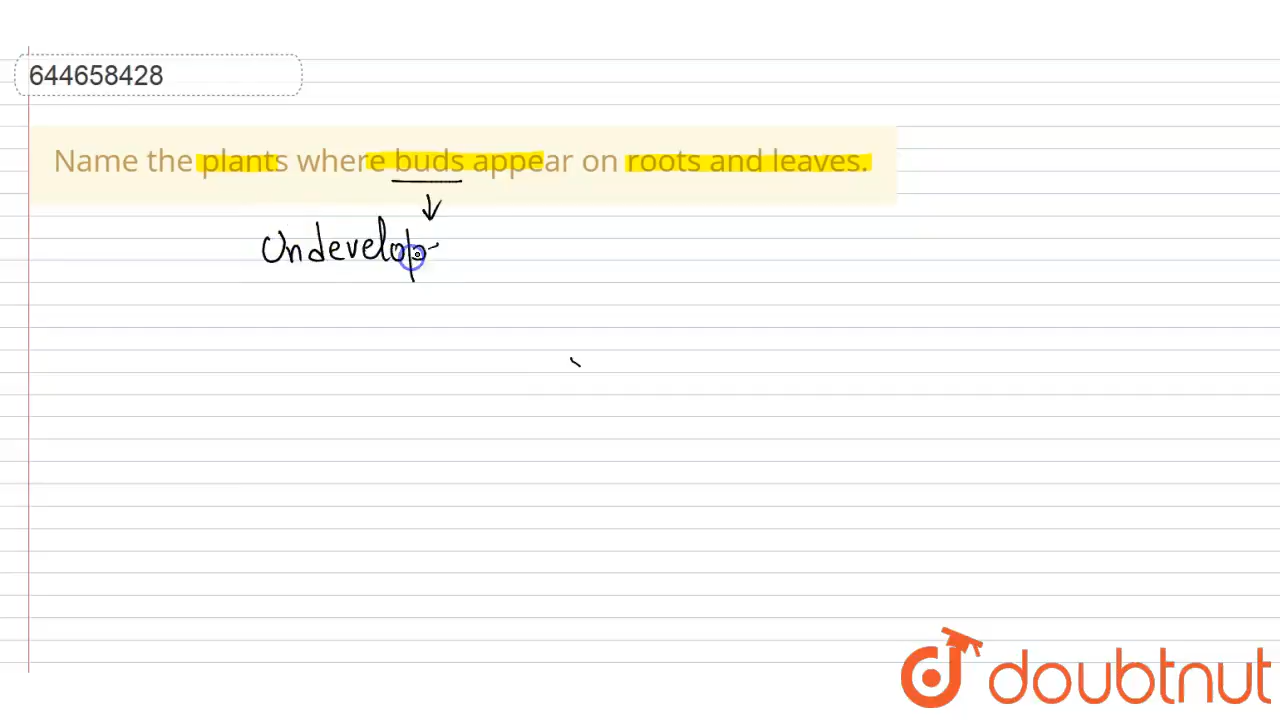 644658428
Name the plants where buds appear on roots and leaves.
Undevelop
doubtnut